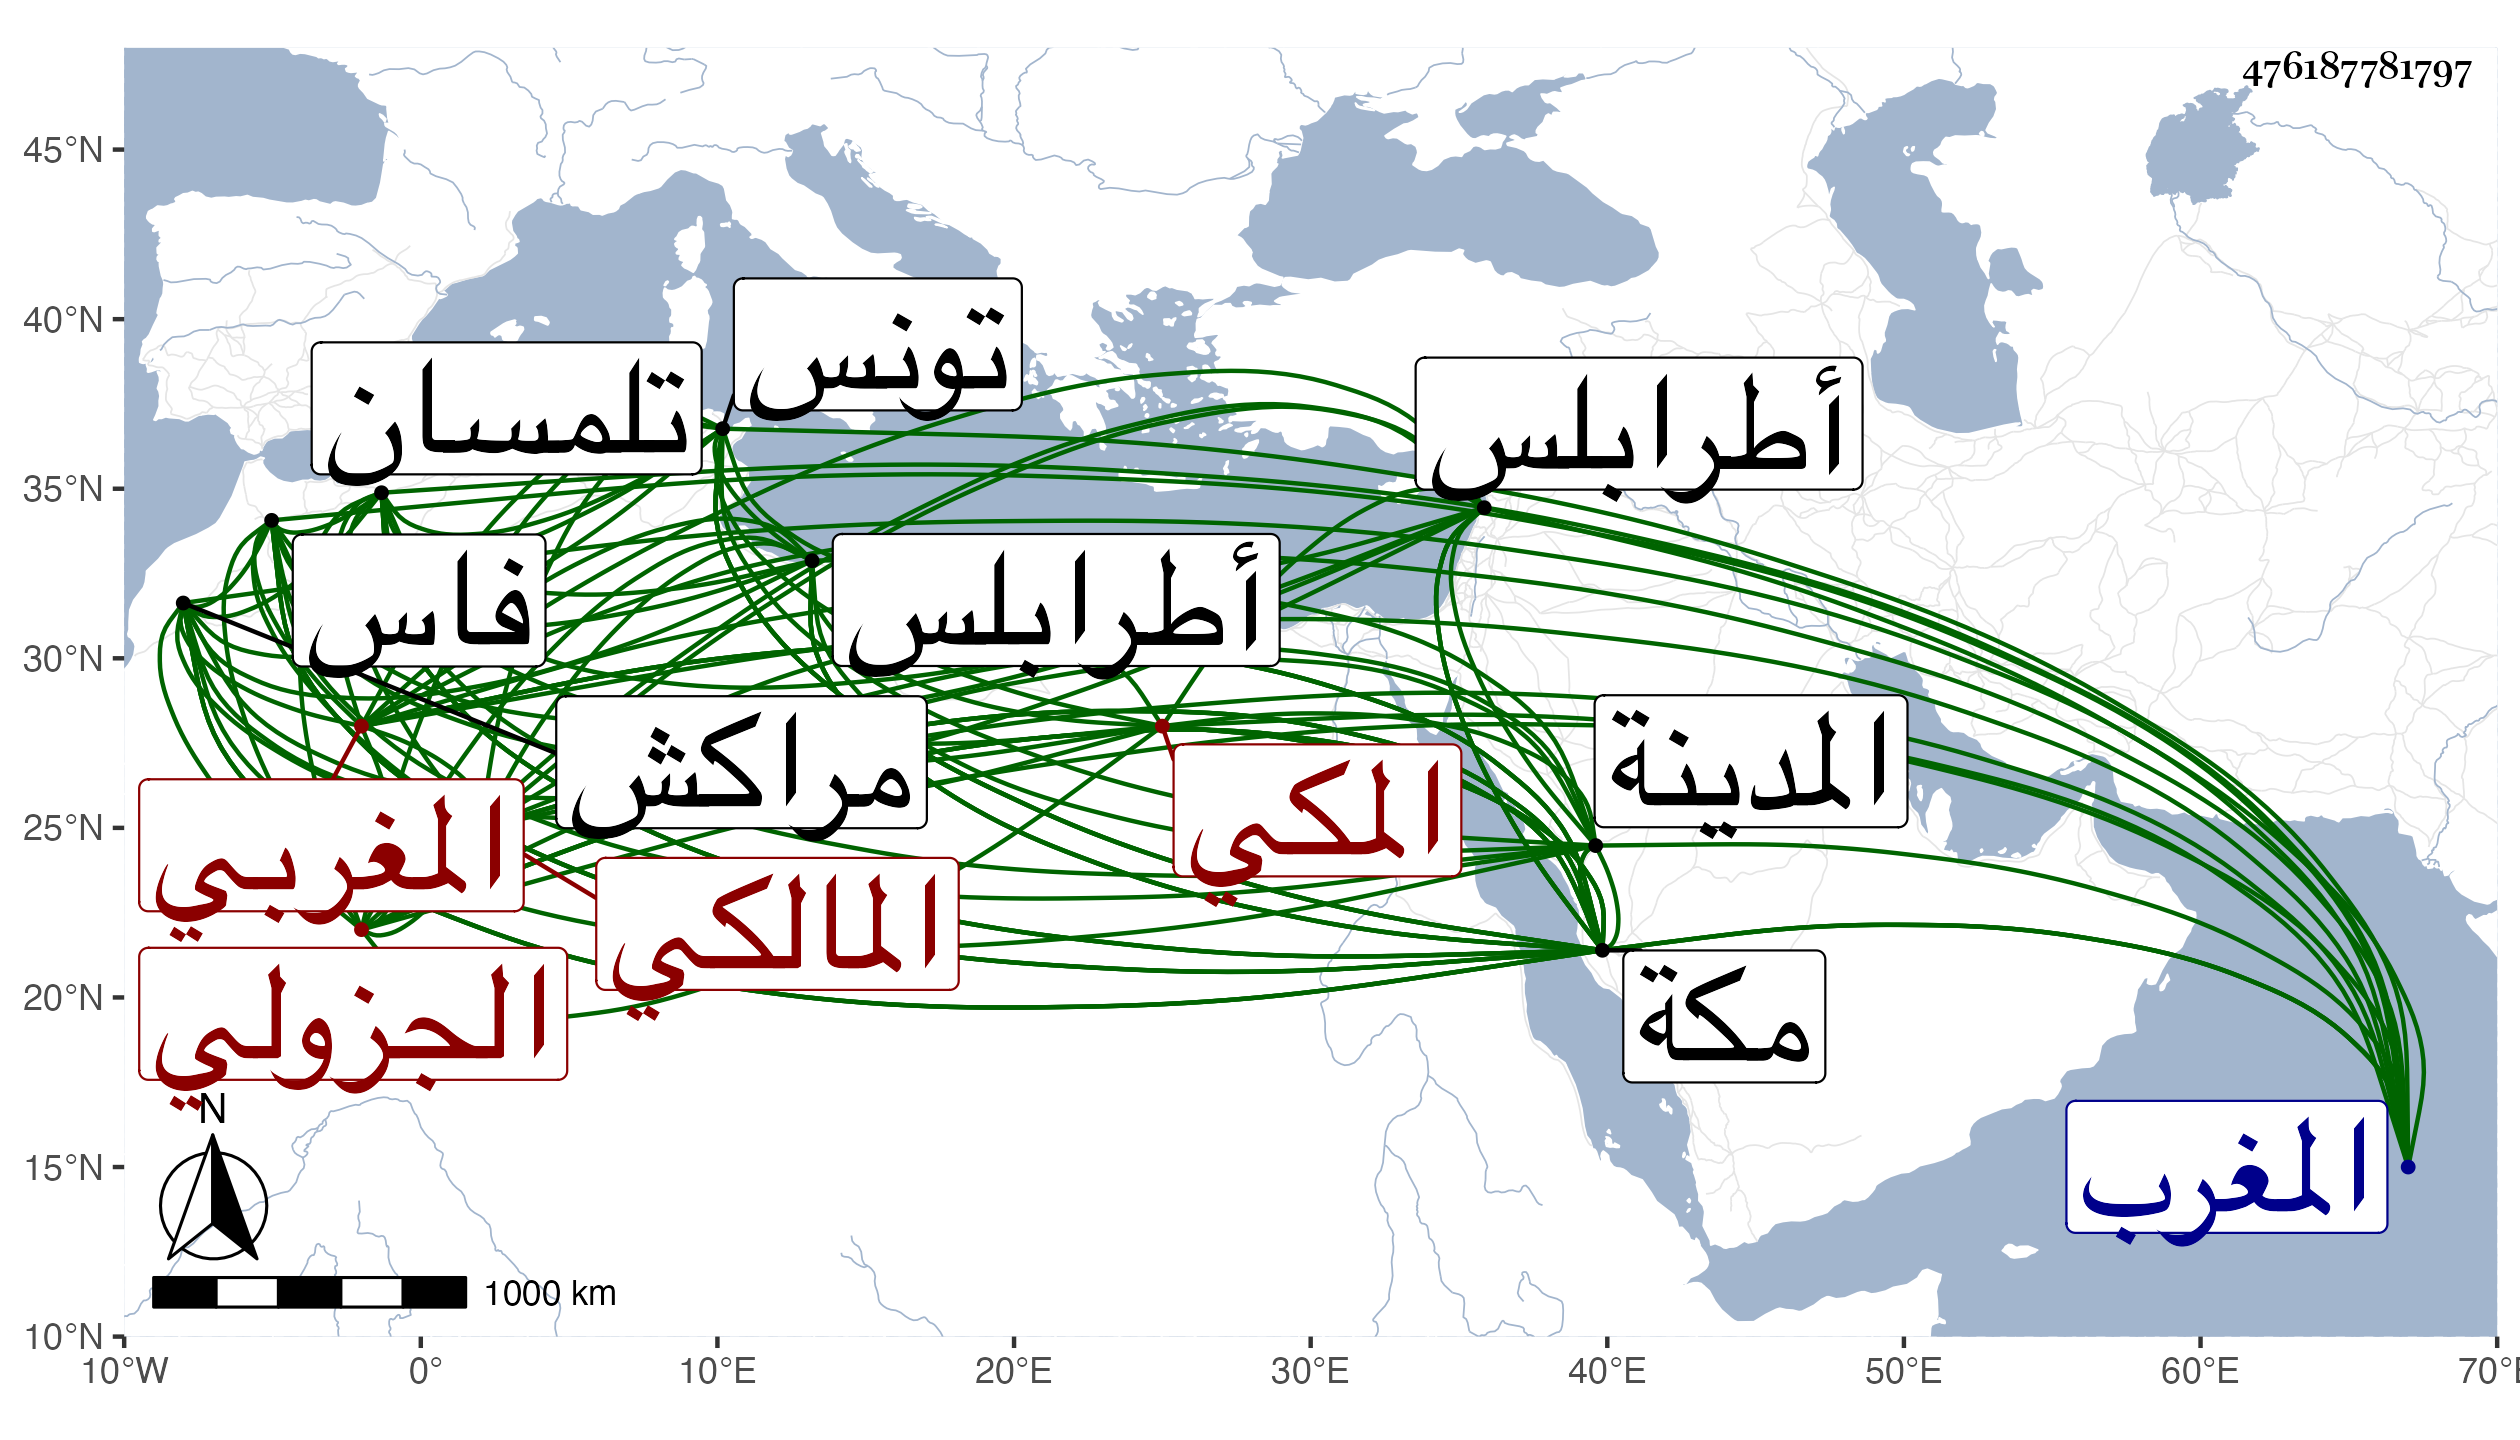 476187781797
45°N
40°N
35°N
30°N
25°N
20°N
15°N
10°N
تونس
تلمسان
أطرابلس
فاس
أطرابلس
مراكش
المدينة
المكي
المغربي
المالكي
الجزولي
مكة
المغرب
N
1000 km
10°W 0° 10°E 20°E 30°E 40°E 50°E 60°E 70°E